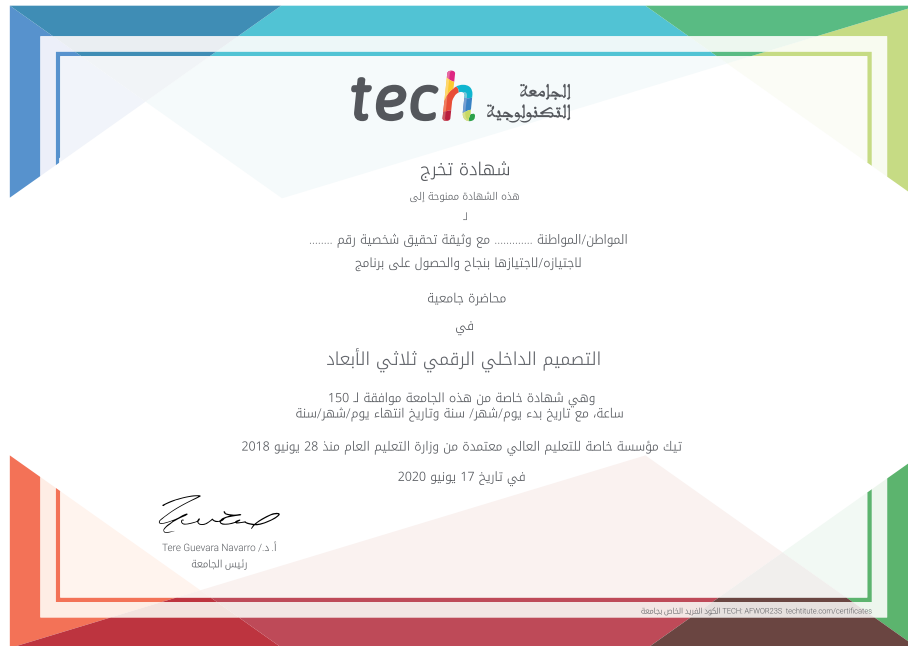 tech الجامعة
التكنولوجية
شهادة تخرج
هذه الشهادة ممنوحة إلى
لـ
المواطن/المواطنة ............. مع وثيقة تحقيق شخصية رقم ........
لاجتيازه/لاجتيازها بنجاح والحصول على برنامج
محاضرة جامعية
في
التصميم الداخلي الرقمي ثلاثي الأبعاد
وهي شهادة خاصة من هذه الجامعة موافقة لـ 150
ساعة، مع تاريخ بدء يوم/شهر/ سنة وتاريخ انتهاء يوم/شهر/سنة
تيك مؤسسة خاصة للتعليم العالي معتمدة من وزارة التعليم العام منذ 28 يونيو 2018
في تاريخ 17 يونيو 2020
أ. د./ Tere Guevara Navarro
رئيس الجامعة
الكود الفريد الخاص بجامعة TECH: AFWOR23S techtitute.com/certificates